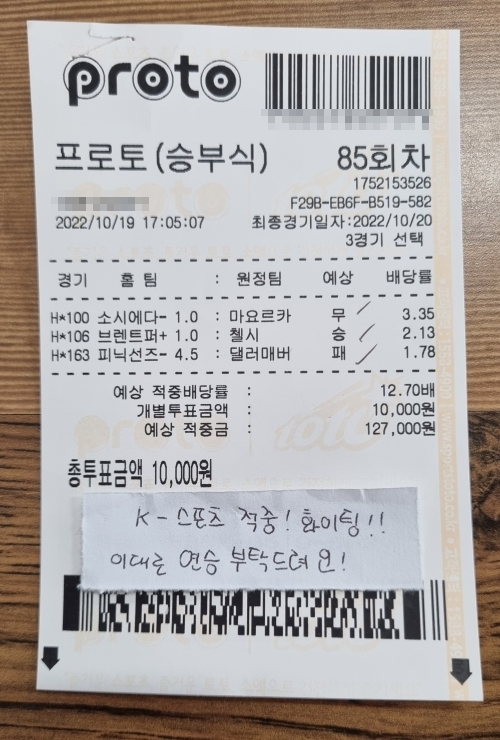 proto
프로토(승부식) 85회차
1752153526
F29B-EB6F-B519-582
2022/10/19 17:05:07 최종경기일자:2022/10/20
3경기 선택
경기 홈 팀 : 원정팀 예상 배당률
H*100 소시에다- 1.0 : 마요르카 무 3.35
H*106 브렌트퍼+ 1.0 : 첼시 승 2.13
H*163 피닉선즈- 4.5 : 댈러매버 패 1.78
예상 적중배당률 : 12.70배
개별투표금액 : 10,000원
예상 적중금 : 127,000원
총투표금액 10,000원
K-스포츠 적중! 화이팅!!
이대로 연승 부탁드려요!